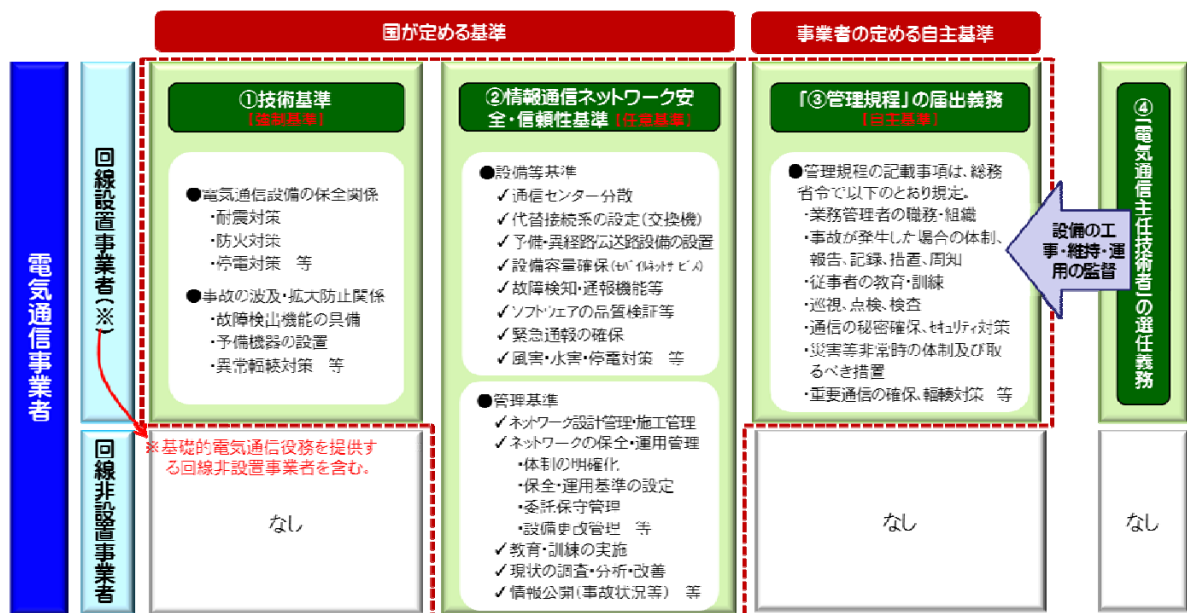 国が定める基準
事業者の定める自主基準
電気通信事業者
回線設置事業者(※)
回線非設置事業者
①技術基準
【強制基準】
●電気通信設備の保全関係
・耐震対策
・防火対策
・停電対策 等
●事故の波及・拡大防止関係
・故障検出機能の具備
・予備機器の設置
・異常輻輳対策 等
※基礎的電気通信役務を提供す
る回線非設置事業者を含む。
なし
②情報通信ネットワーク安
全・信頼性基準【任意基準】
●設備等基準
✓通信センター分散
✓代替接続系の設定(交換機)
✓予備・異経路伝送路設備の設置
✓設備容量確保(モバイルネットサービス)
✓故障検知・通報機能等
✓ソフトウェアの品質検証等
✓緊急通報の確保
✓風害・水害・停電対策 等
●管理基準
✓ネットワーク設計管理・施工管理
✓ネットワークの保全・運用管理
・体制の明確化
・保全・運用基準の設定
・委託保守管理
・設備更改管理 等
✓教育・訓練の実施
✓現状の調査・分析・改善
✓情報公開(事故状況等) 等
「③管理規程」の届出義務
【自主基準】
●管理規程の記載事項は、総務
省令で以下のとおり規定。
・業務管理者の職務・組織
・事故が発生した場合の体制、
報告、記録、措置、周知
・従事者の教育・訓練
・巡視、点検、検査
・通信の秘密確保、セキュリティ対策
・災害等非常時の体制及び取
るべき措置
・重要通信の確保、輻輳対策 等
なし
設備の工
事・維持・運
用の監督
④「電気通信主任技術者」の選任義務
なし